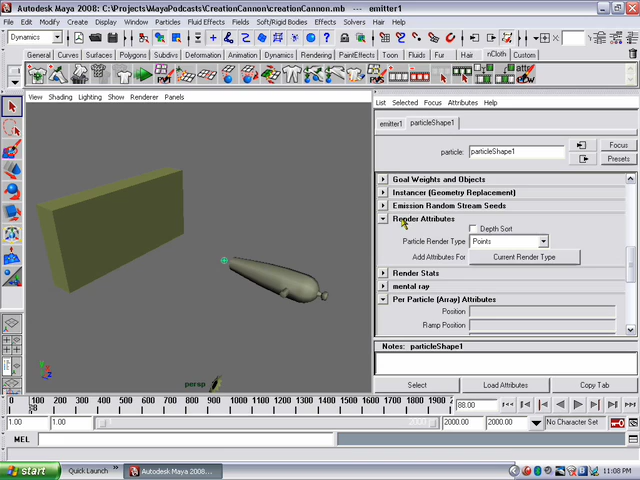 Autodesk Maya 2008: C:\Projects\MayaPodcasts\CreationCannon\creationCannon.mb --- emitter1
File Edit Modify Create Display Window Assets Particles Fluid Effects Fields Soft/Rigid Bodies Effects Solvers Hair Help
Dynamics
General Curves Surfaces Polygons Subdivs Deformation Animation Dynamics Rendering PaintEffects Toon Fluids Fur Hair nCloth Custom
View Shading Lighting Show Renderer Panels
List Selected Focus Attributes Help
emitter1 particleShape1
particle: particleShape1
Focus
Presets
Goal Weights and Objects
Instancer (Geometry Replacement)
Emission Random Stream Seeds
Render Attributes
Depth Sort
Particle Render Type Points
Add Attributes For Current Render Type
Render Stats
mental ray
Per Particle (Array) Attributes
Position
Ramp Position
Notes: particleShape1
persp
Select Load Attributes Copy Tab
0 100 200 300 400 500 600 700 800 900 1000 1100 1200 1300 1400 1500 1600 1700 1800 1900 2
88
88.00
1.00 1.00 2000.00 2000.00 No Character Set
MEL
start Quick Launch Autodesk Maya 2008... 11:08 PM